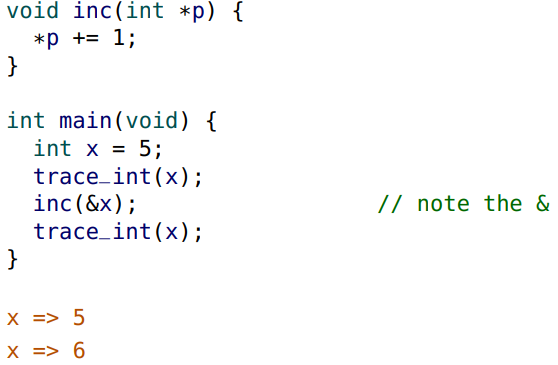 void inc(int *p) {
  *p += 1;
}

int main(void) {
  int x = 5;
  trace_int(x);
  inc(&x);                  // note the &
  trace_int(x);
}

x => 5
x => 6